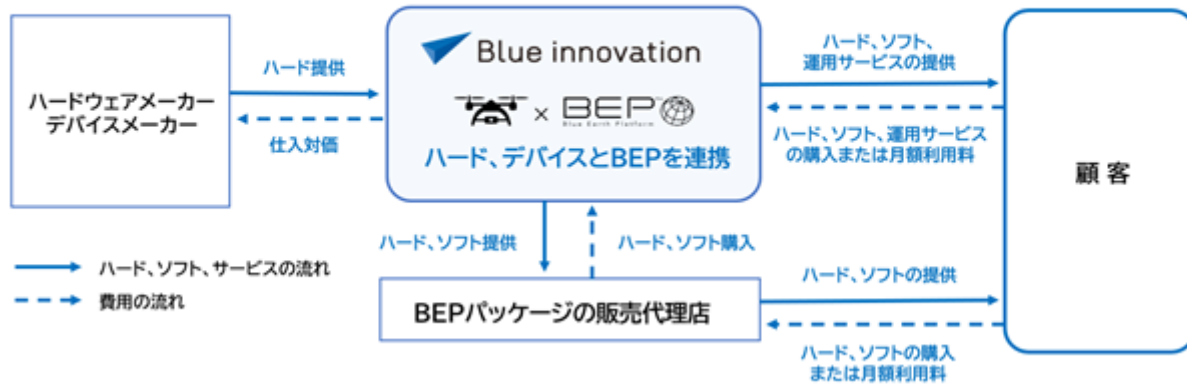 ハードウェアメーカー
デバイスメーカー
ハード提供
仕入対価
Blue innovation
× BEP
Blue Earth Platform
ハード、デバイスとBEPを連携
ハード、ソフト、
運用サービスの提供
ハード、ソフト、運用サービス
の購入または月額利用料
顧客
ハード、ソフト提供
ハード、ソフト購入
ハード、ソフト、サービスの流れ
費用の流れ
BEPパッケージの販売代理店
ハード、ソフトの提供
ハード、ソフトの購入
または月額利用料